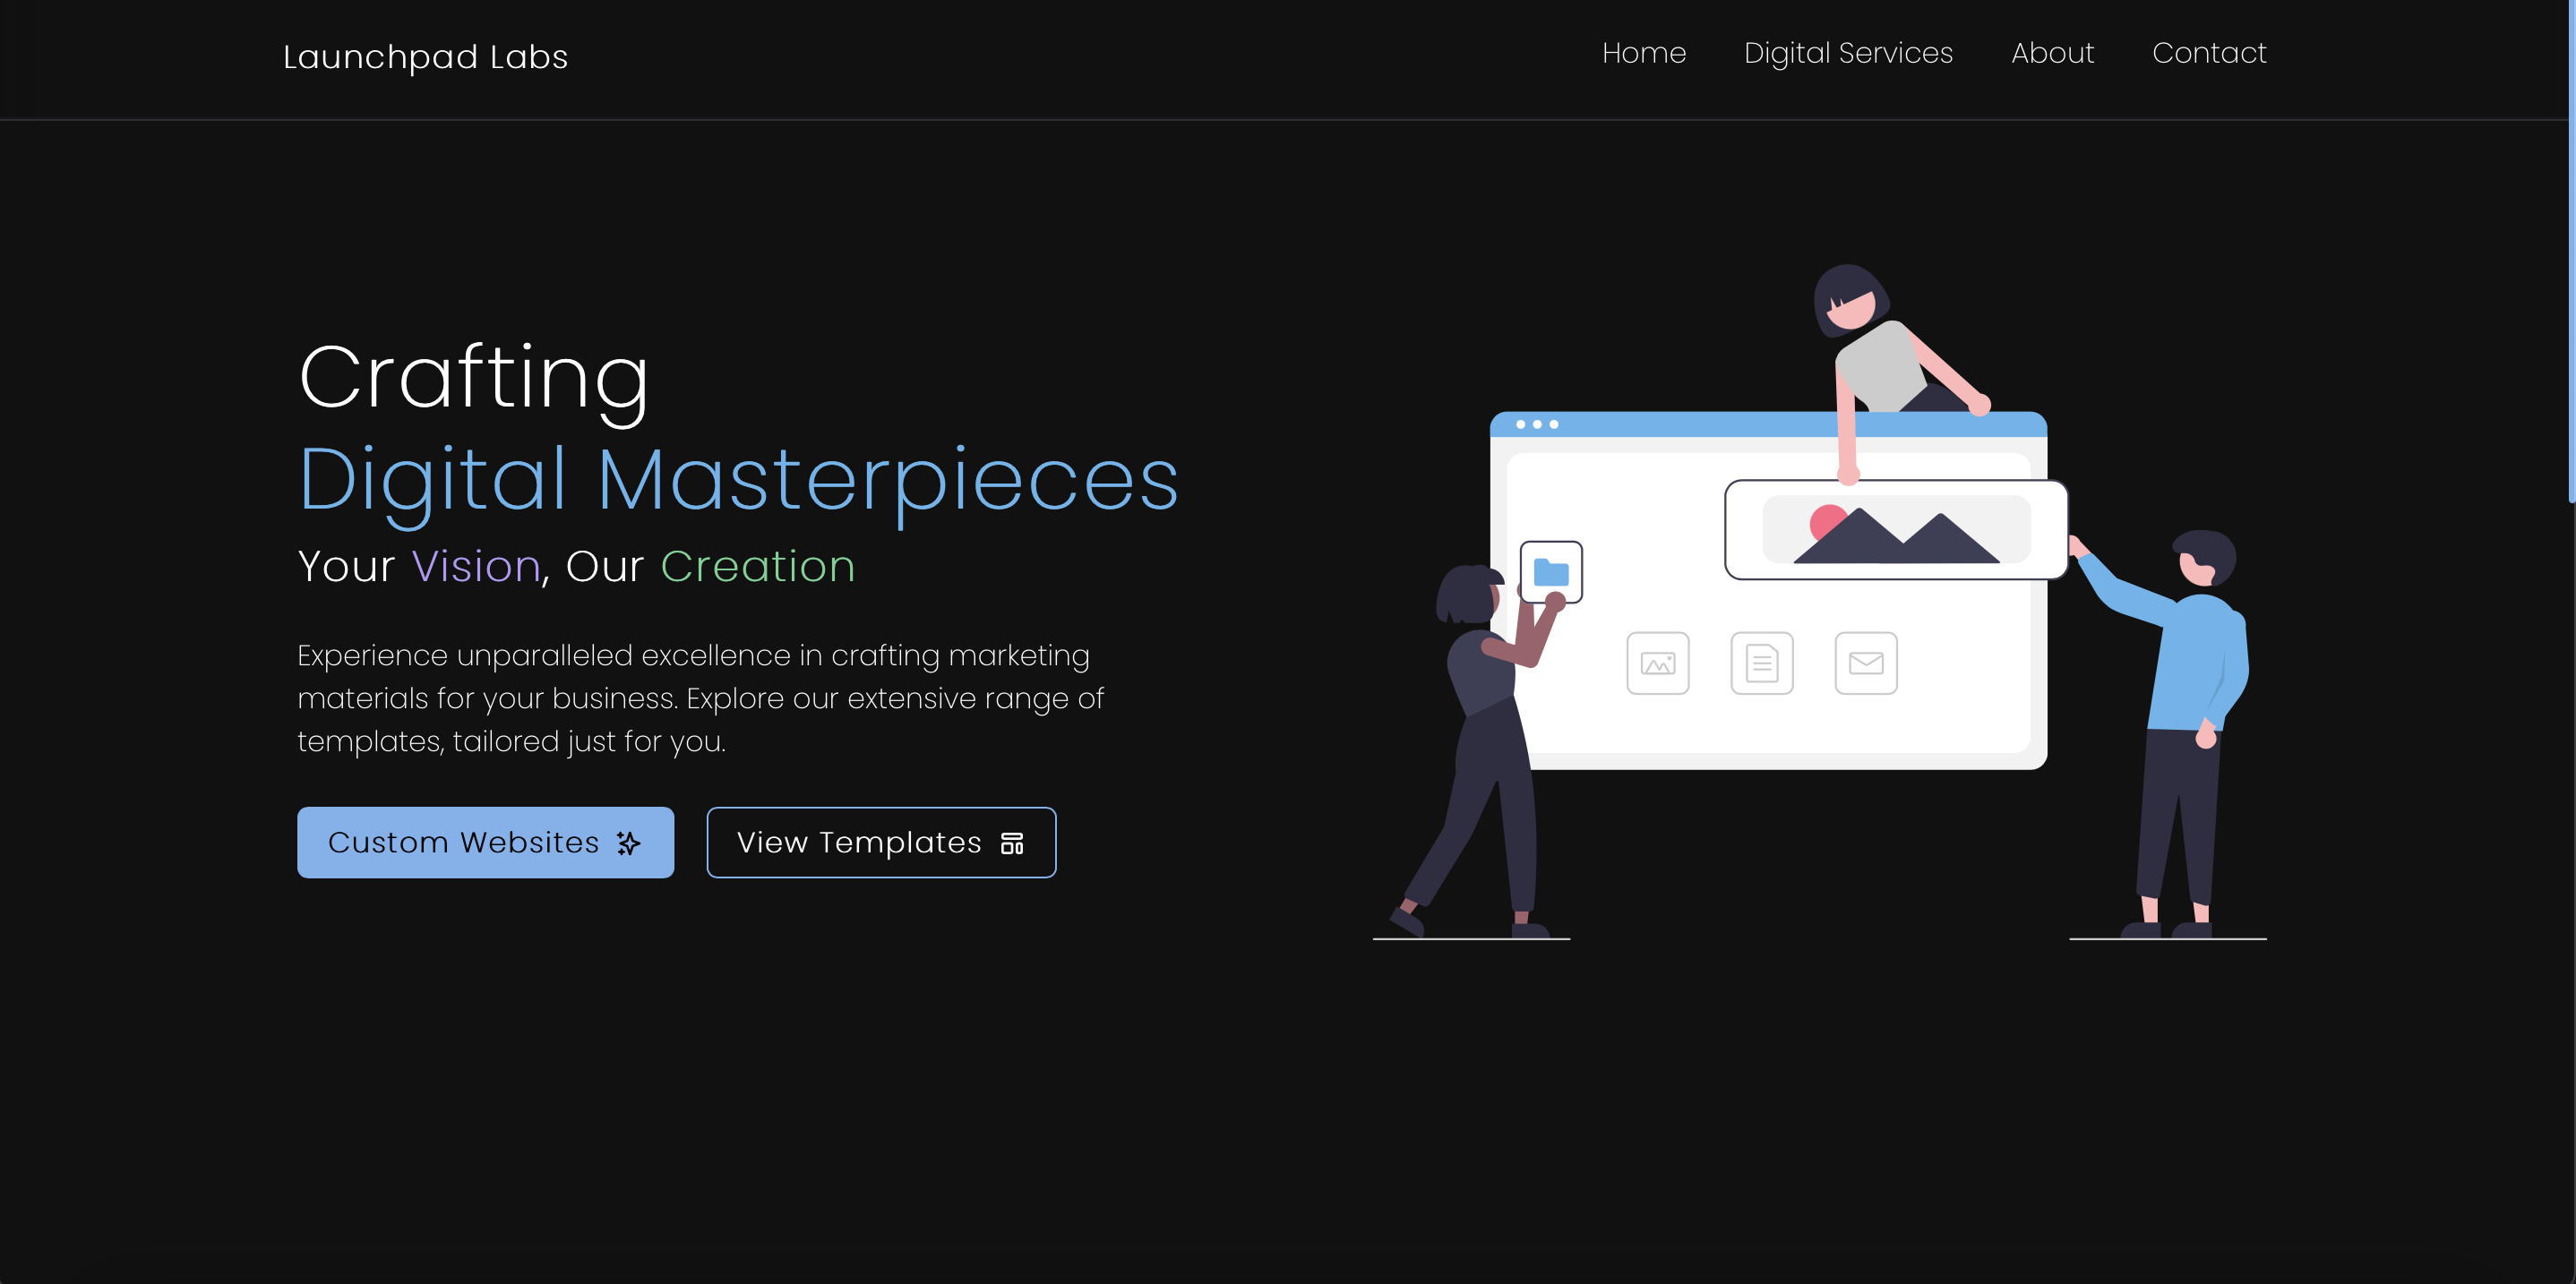 Launchpad Labs
Home Digital Services About Contact
Crafting
Digital Masterpieces
Your Vision, Our Creation
Experience unparalleled excellence in crafting marketing
materials for your business. Explore our extensive range of
templates, tailored just for you.
Custom Websites
View Templates